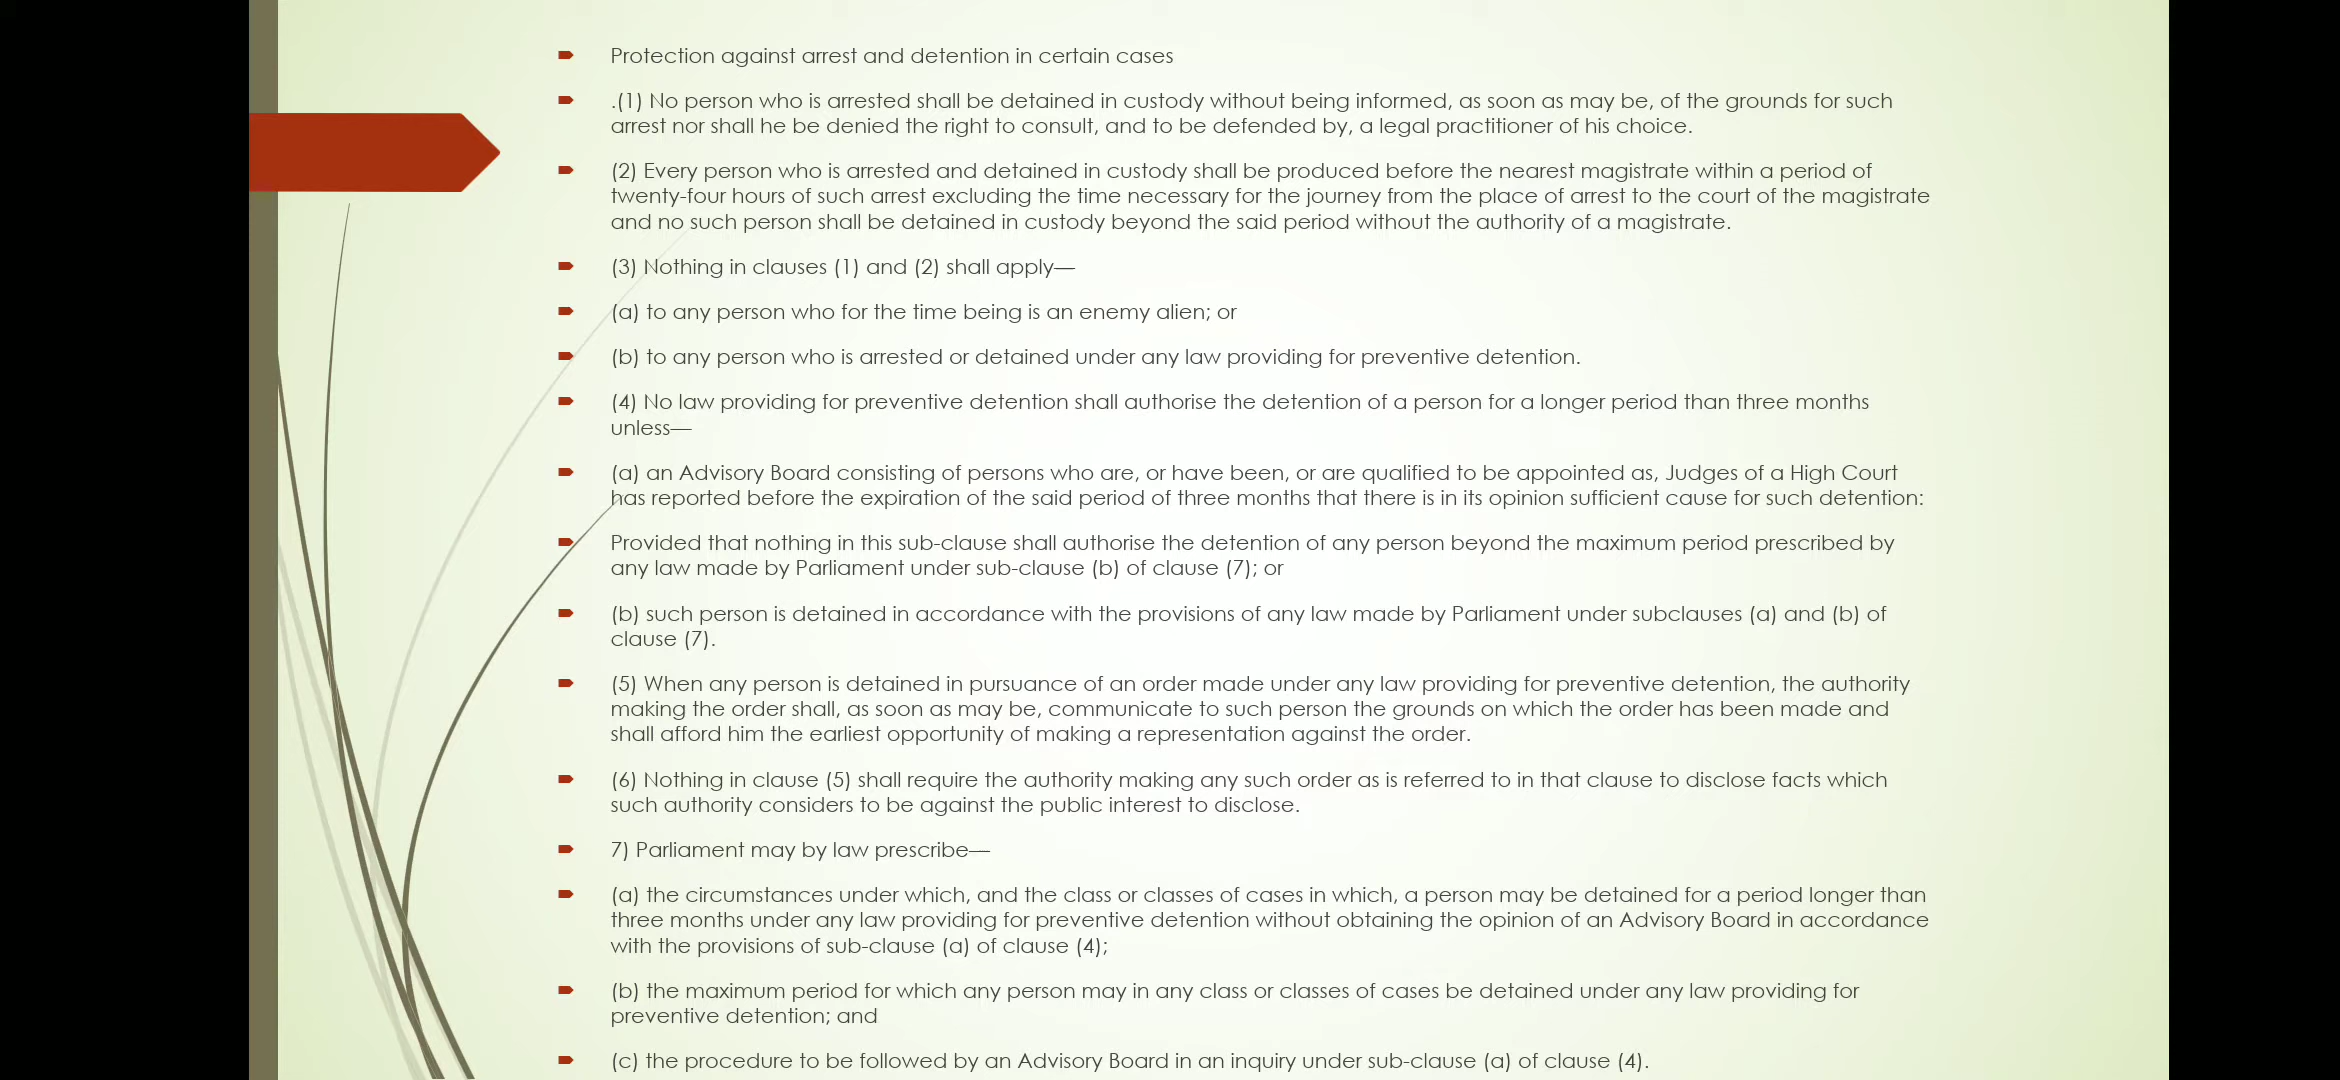 Protection against arrest and detention in certain cases
.(1) No person who is arrested shall be detained in custody without being informed, as soon as may be, of the grounds for such
arrest nor shall he be denied the right to consult, and to be defended by, a legal practitioner of his choice.
(2) Every person who is arrested and detained in custody shall be produced before the nearest magistrate within a period of
twenty-four hours of such arrest excluding the time necessary for the journey from the place of arrest to the court of the magistrate
and no such person shall be detained in custody beyond the said period without the authority of a magistrate.
(3) Nothing in clauses (1) and (2) shall apply—
(a) to any person who for the time being is an enemy alien; or
(b) to any person who is arrested or detained under any law providing for preventive detention.
(4) No law providing for preventive detention shall authorise the detention of a person for a longer period than three months
unless—
(a) an Advisory Board consisting of persons who are, or have been, or are qualified to be appointed as, Judges of a High Court
has reported before the expiration of the said period of three months that there is in its opinion sufficient cause for such detention:
Provided that nothing in this sub-clause shall authorise the detention of any person beyond the maximum period prescribed by
any law made by Parliament under sub-clause (b) of clause (7); or
(b) such person is detained in accordance with the provisions of any law made by Parliament under subclauses (a) and (b) of
clause (7).
(5) When any person is detained in pursuance of an order made under any law providing for preventive detention, the authority
making the order shall, as soon as may be, communicate to such person the grounds on which the order has been made and
shall afford him the earliest opportunity of making a representation against the order.
(6) Nothing in clause (5) shall require the authority making any such order as is referred to in that clause to disclose facts which
such authority considers to be against the public interest to disclose.
7) Parliament may by law prescribe—
(a) the circumstances under which, and the class or classes of cases in which, a person may be detained for a period longer than
three months under any law providing for preventive detention without obtaining the opinion of an Advisory Board in accordance
with the provisions of sub-clause (a) of clause (4);
(b) the maximum period for which any person may in any class or classes of cases be detained under any law providing for
preventive detention; and
(c) the procedure to be followed by an Advisory Board in an inquiry under sub-clause (a) of clause (4).